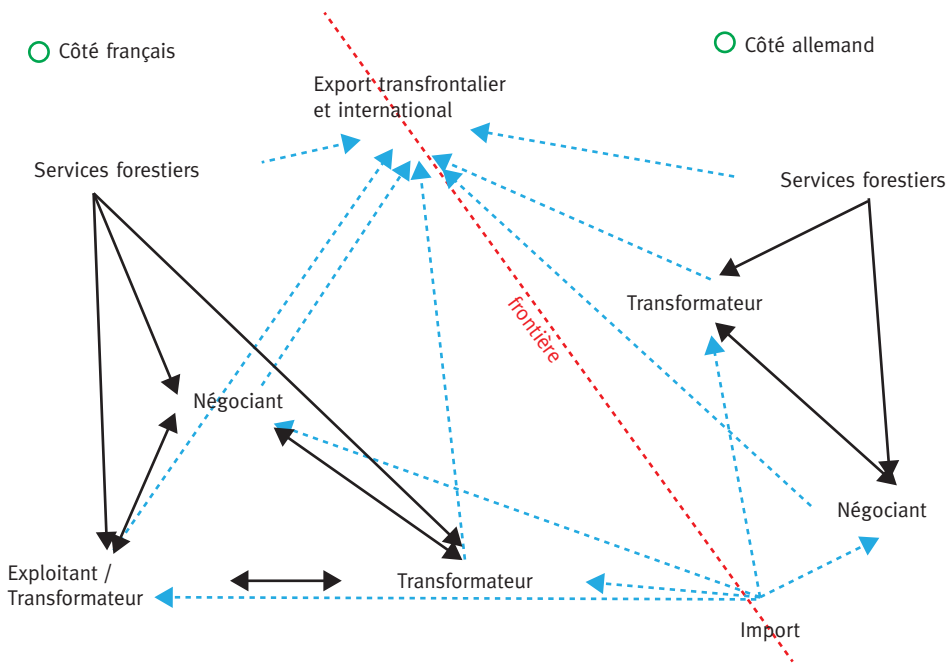 Côté français
Côté allemand
Export transfrontalier
et international
Services forestiers
Services forestiers
Transformateur
frontière
Négociant
Négociant
Exploitant /
Transformateur
Transformateur
Import